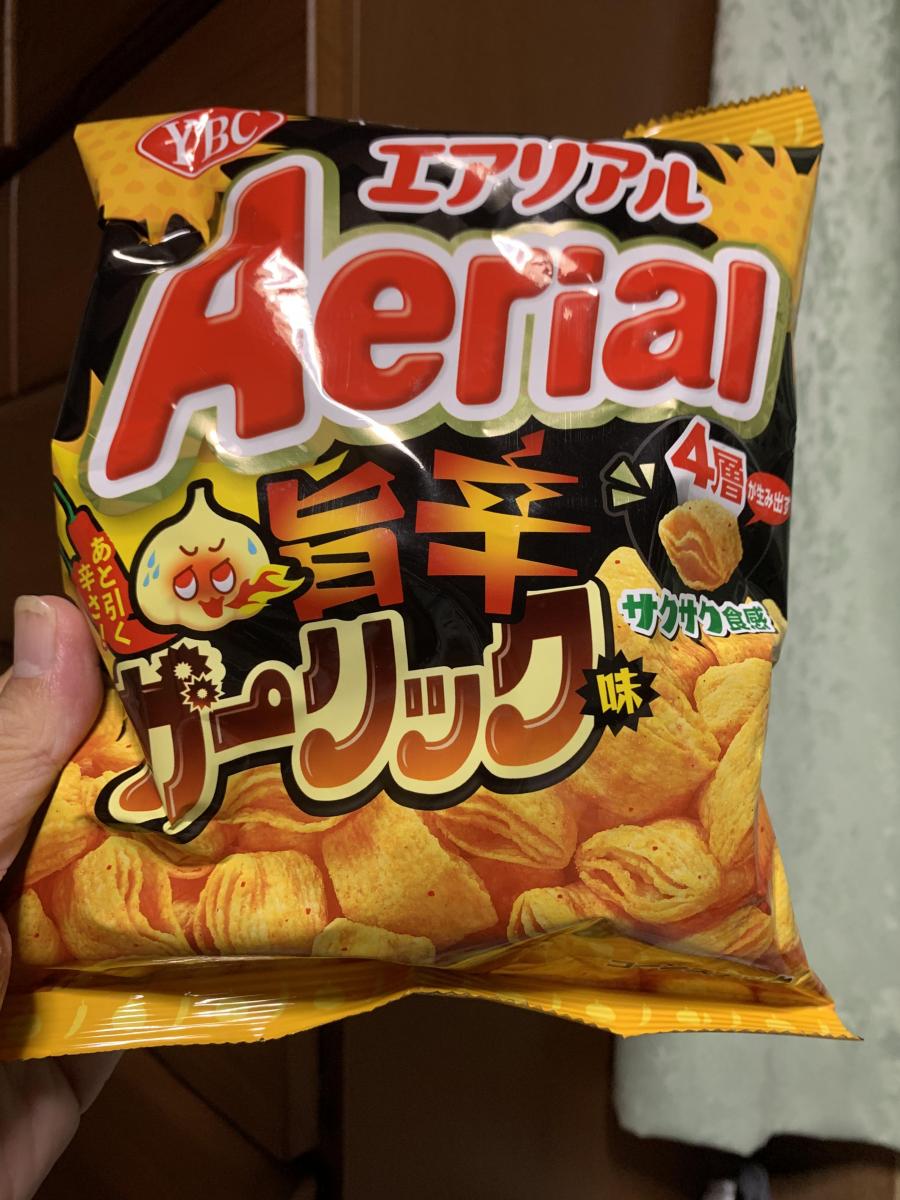 YBC
エアリアル
Aerial
4層
が生み出す
サクサク食感
あと引く
辛さ!
旨辛
ガーリック
味